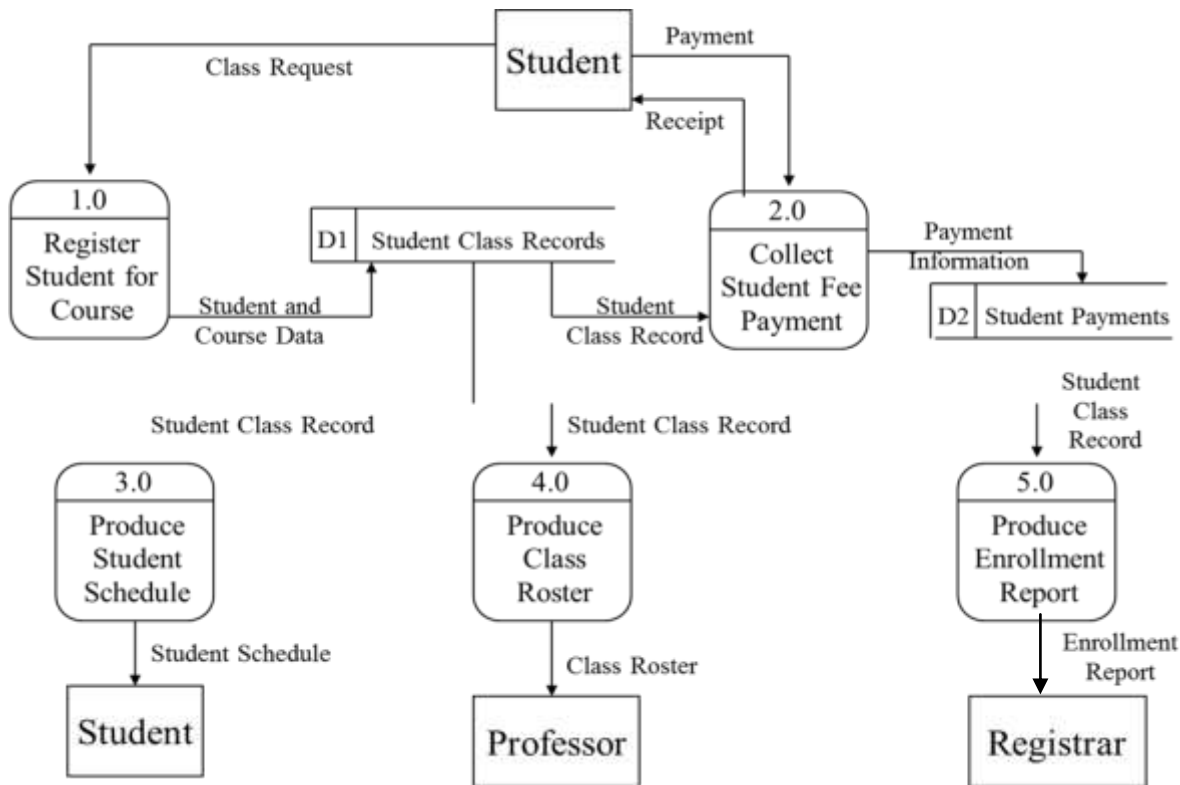 Student
Payment
Class Request
Receipt
1.0
Register
Student for
Course
D1
Student Class Records
2.0
Collect
Student Fee
Payment
Payment
Information
Student and
Course Data
Student
Class Record
D2
Student Payments
Student Class Record
Student Class Record
Student
Class
Record
3.0
Produce
Student
Schedule
4.0
Produce
Class
Roster
5.0
Produce
Enrollment
Report
Student Schedule
Class Roster
Enrollment
Report
Student
Professor
Registrar